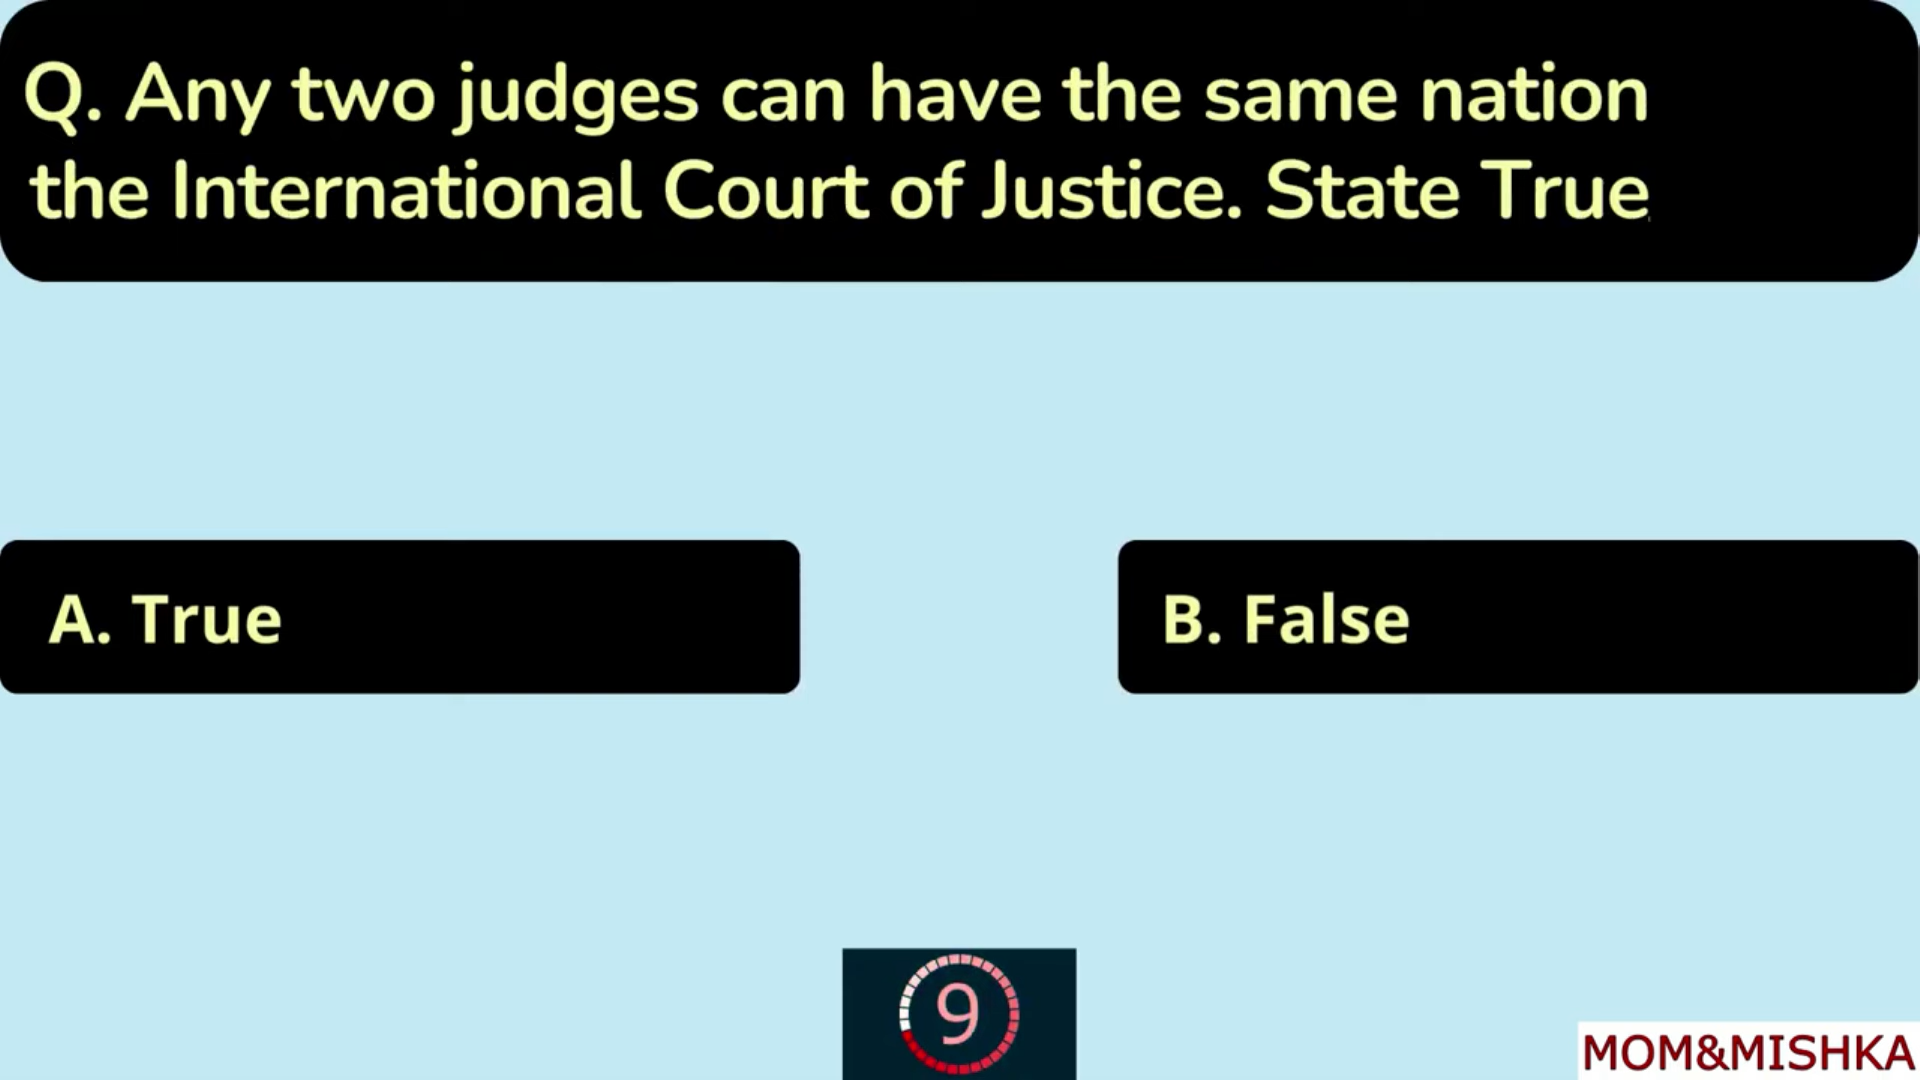 Q. Any two judges can have the same nation
the International Court of Justice. State True
A. True
B. False
9
MOM&MISHKA